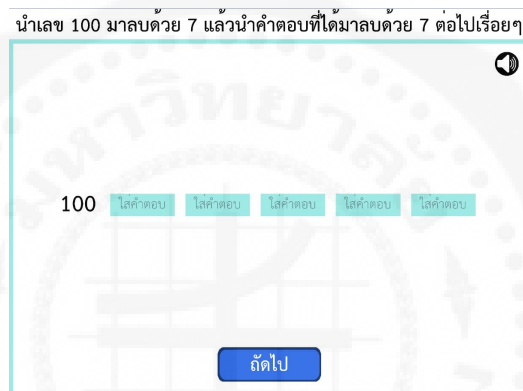 นำเลข 100 มาลบด้วย 7 แล้วนำคำตอบที่ได้มาลบด้วย 7 ต่อไปเรื่อยๆ
100 ใส่คำตอบ ใส่คำตอบ ใส่คำตอบ ใส่คำตอบ ใส่คำตอบ
ถัดไป